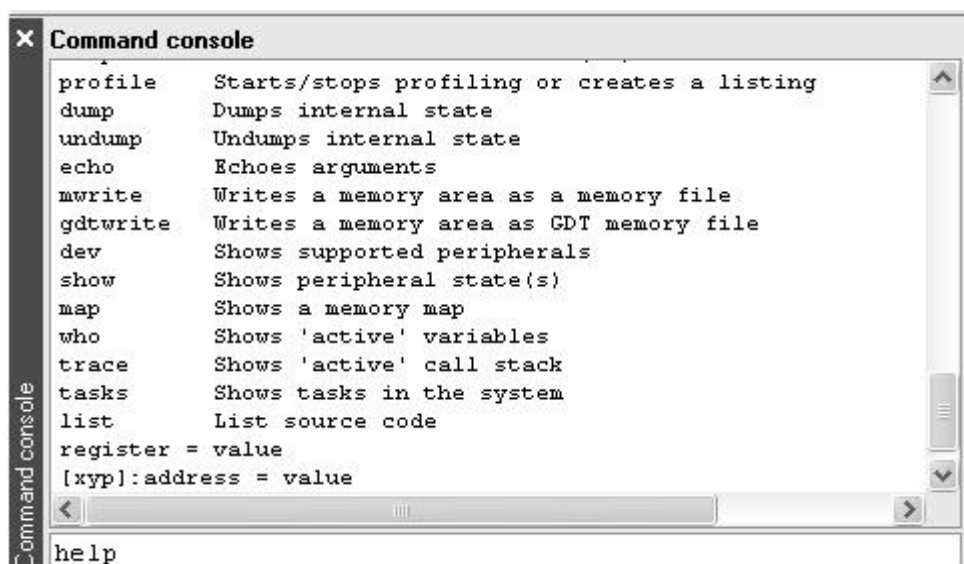 Command console
profile Starts/stops profiling or creates a listing
dump Dumps internal state
undump Undumps internal state
echo Echoes arguments
mwrite Writes a memory area as a memory file
gdtwrite Writes a memory area as GDT memory file
dev Shows supported peripherals
show Shows peripheral state(s)
map Shows a memory map
who Shows 'active' variables
trace Shows 'active' call stack
tasks Shows tasks in the system
list List source code
register = value
[xyp]:address = value
help
Command console